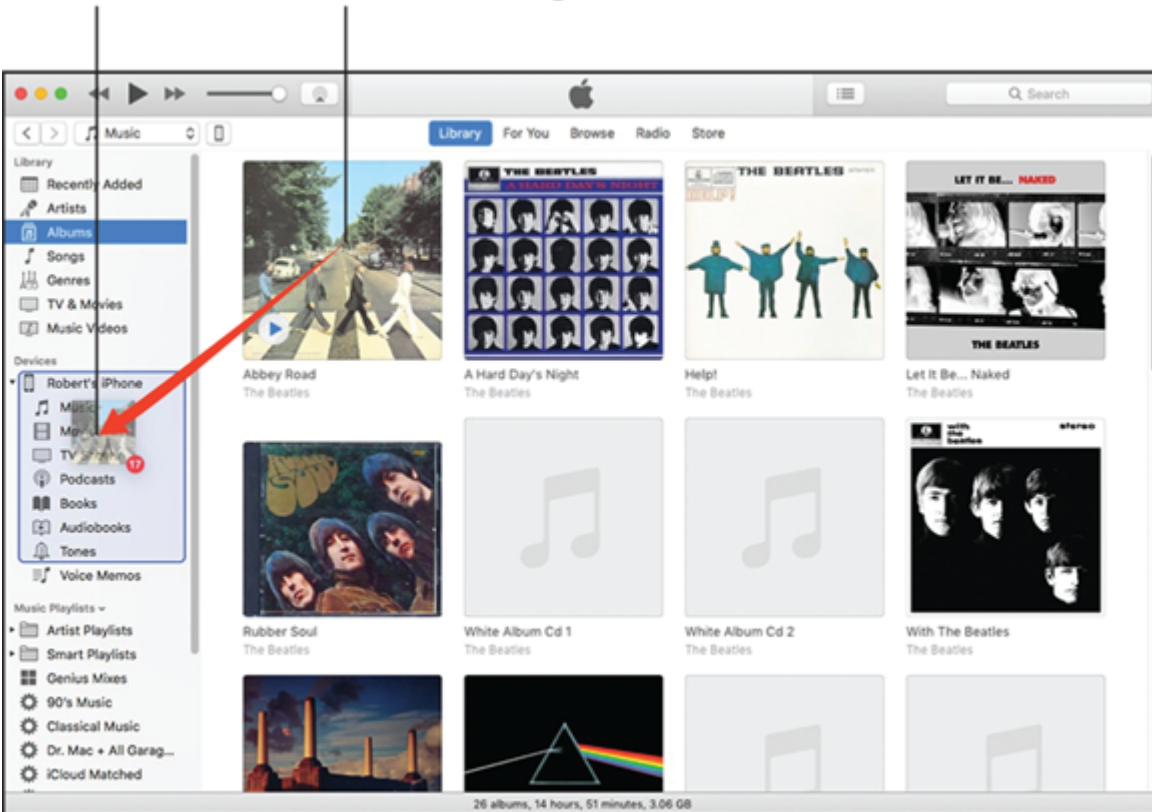 Search
Music
Library For You Browse Radio Store
Library
Recently Added
Artists
Albums
Songs
Genres
TV & Movies
Music Videos
Devices
Robert's iPhone
Music
TV
17
Podcasts
Books
Audiobooks
Tones
Voice Memos
Music Playlists
Artist Playlists
Smart Playlists
Genius Mixes
90's Music
Classical Music
Dr. Mac + All Garag...
iCloud Matched
THE BEATLES
A HARD DAY'S NIGHT
THE BEATLES stereo
HELP!
LET IT BE... NAKED
THE BEATLES
Abbey Road
The Beatles
A Hard Day's Night
The Beatles
Help!
The Beatles
Let It Be... Naked
The Beatles
with
the
beatles
stereo
Rubber Soul
The Beatles
White Album Cd 1
The Beatles
White Album Cd 2
The Beatles
With The Beatles
The Beatles
26 albums, 14 hours, 51 minutes, 3.06 GB